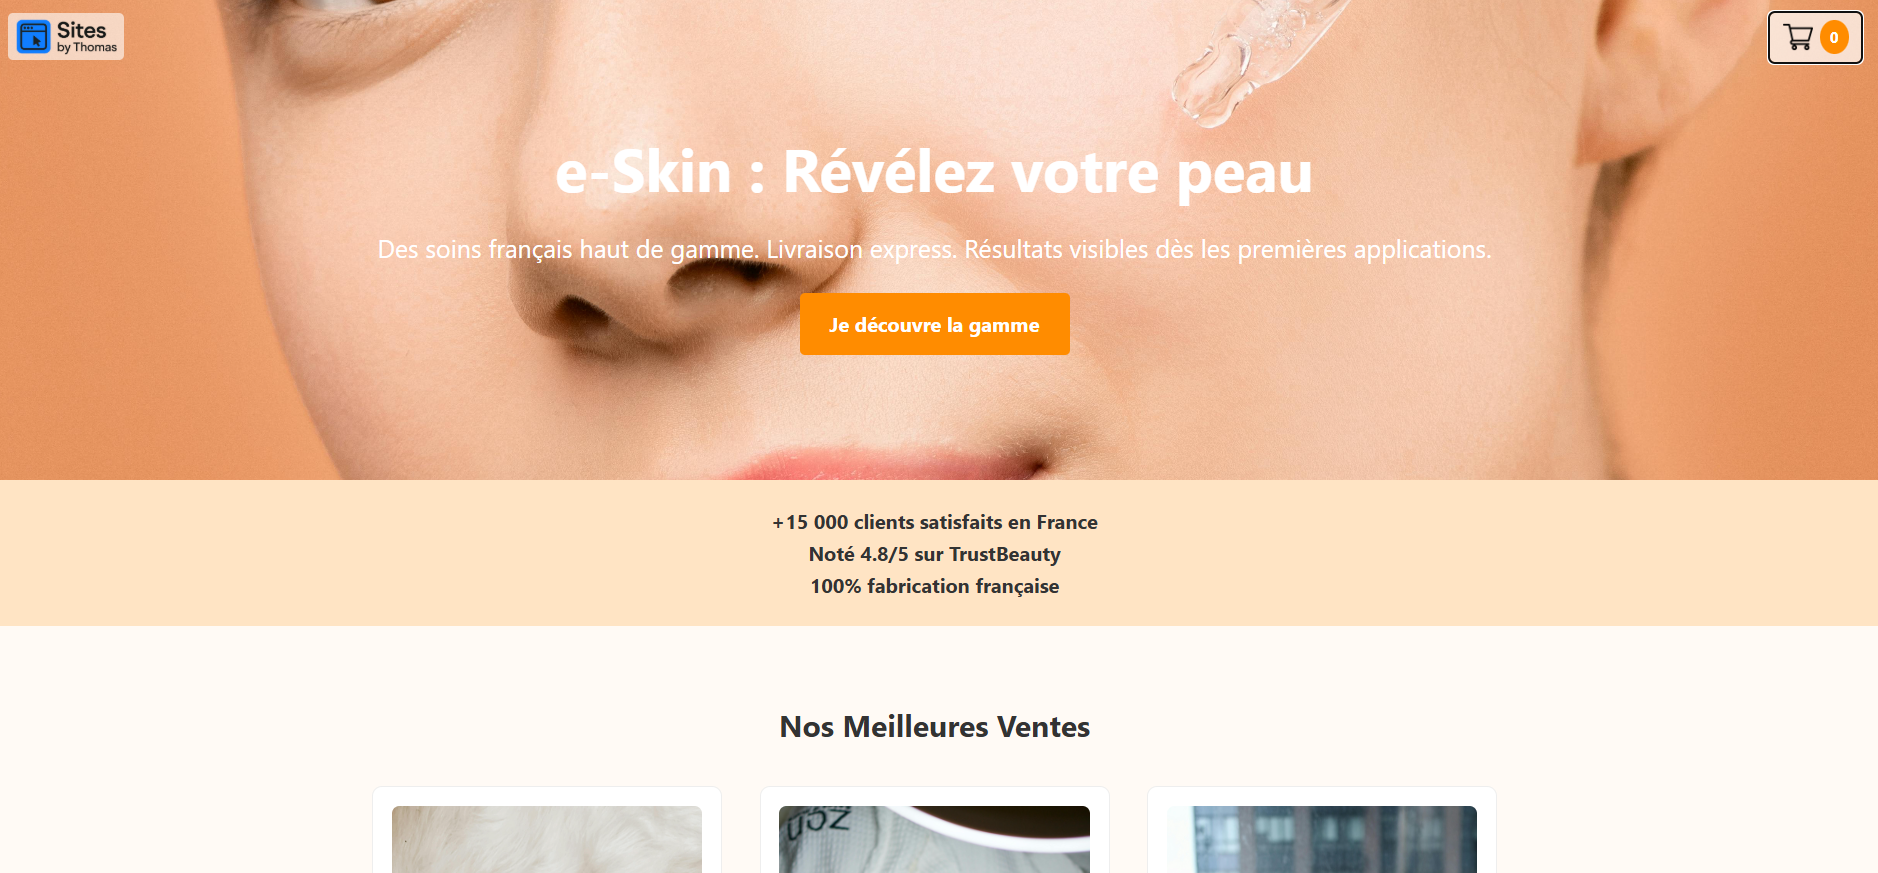 Sites
by Thomas
0
e-Skin : Révélez votre peau
Des soins français haut de gamme. Livraison express. Résultats visibles dès les premières applications.
Je découvre la gamme
+15 000 clients satisfaits en France
Noté 4.8/5 sur TrustBeauty
100% fabrication française
Nos Meilleures Ventes